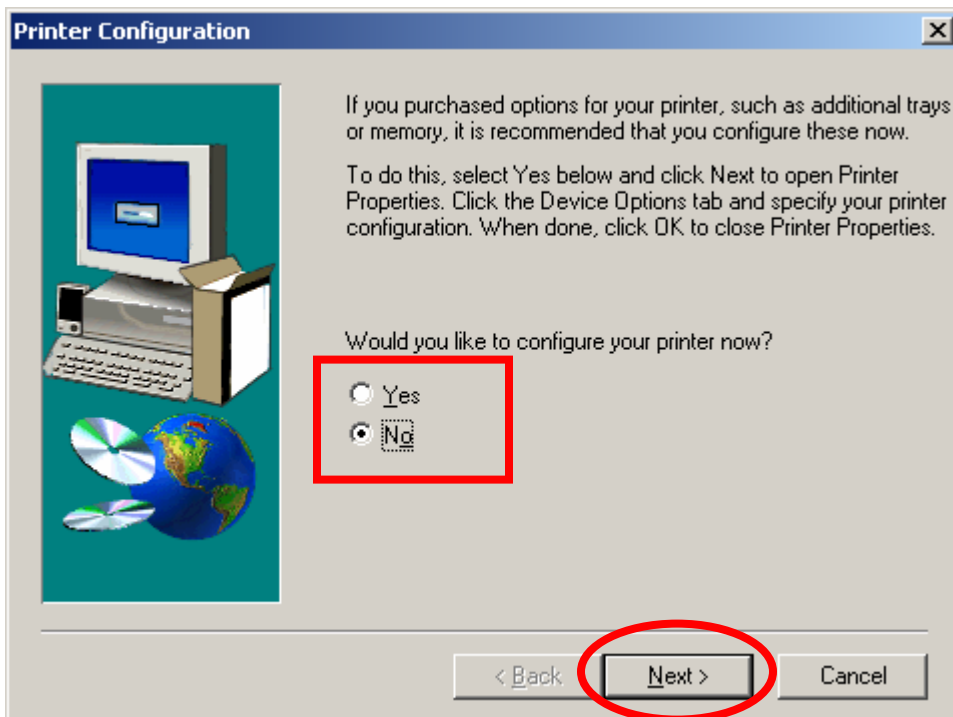 Printer Configuration
If you purchased options for your printer, such as additional trays
or memory, it is recommended that you configure these now.
To do this, select Yes below and click Next to open Printer
Properties. Click the Device Options tab and specify your printer
configuration. When done, click OK to close Printer Properties.
Would you like to configure your printer now?
Yes
No
< Back Next > Cancel